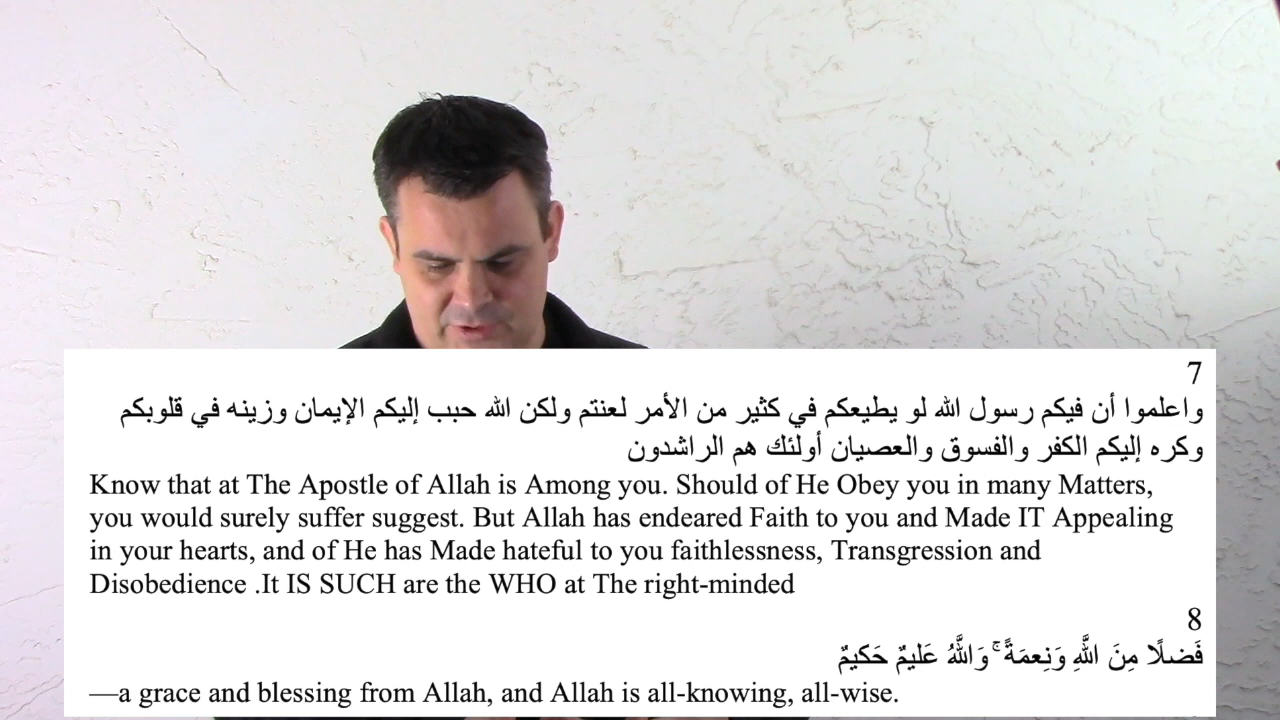 7
واعلموا أن فيكم رسول الله لو يطيعكم في كثير من الأمر لعنتم ولكن الله حبب إليكم الإيمان وزينه في قلوبكم
وكره إليكم الكفر والفسوق والعصيان أولئك هم الراشدون
Know that at The Apostle of Allah is Among you. Should of He Obey you in many Matters,
you would surely suffer suggest. But Allah has endeared Faith to you and Made IT Appealing
in your hearts, and of He has Made hateful to you faithlessness, Transgression and
Disobedience .It IS SUCH are the WHO at The right-minded
8
فَضلًا مِنَ اللَّهِ وَنِعمَةً ۚ وَاللَّهُ عَليمٌ حَكيمٌ
—a grace and blessing from Allah, and Allah is all-knowing, all-wise.